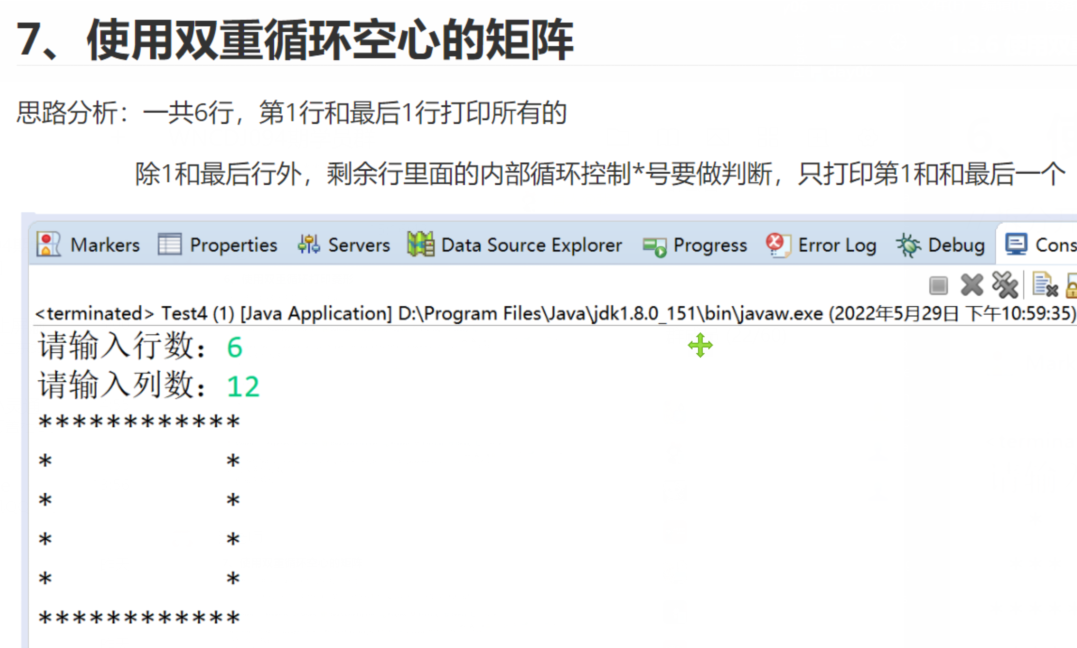 7、使用双重循环空心的矩阵
思路分析：一共6行，第1行和最后1行打印所有的
除1和最后行外，剩余行里面的内部循环控制*号要做判断，只打印第1和和最后一个
Markers Properties Servers Data Source Explorer Progress Error Log Debug Cons
<terminated> Test4 (1) [Java Application] D:\Program Files\Java\jdk1.8.0_151\bin\javaw.exe (2022年5月29日 下午10:59:35)
请输入行数：6
请输入列数：12
************
*          *
*          *
*          *
*          *
************